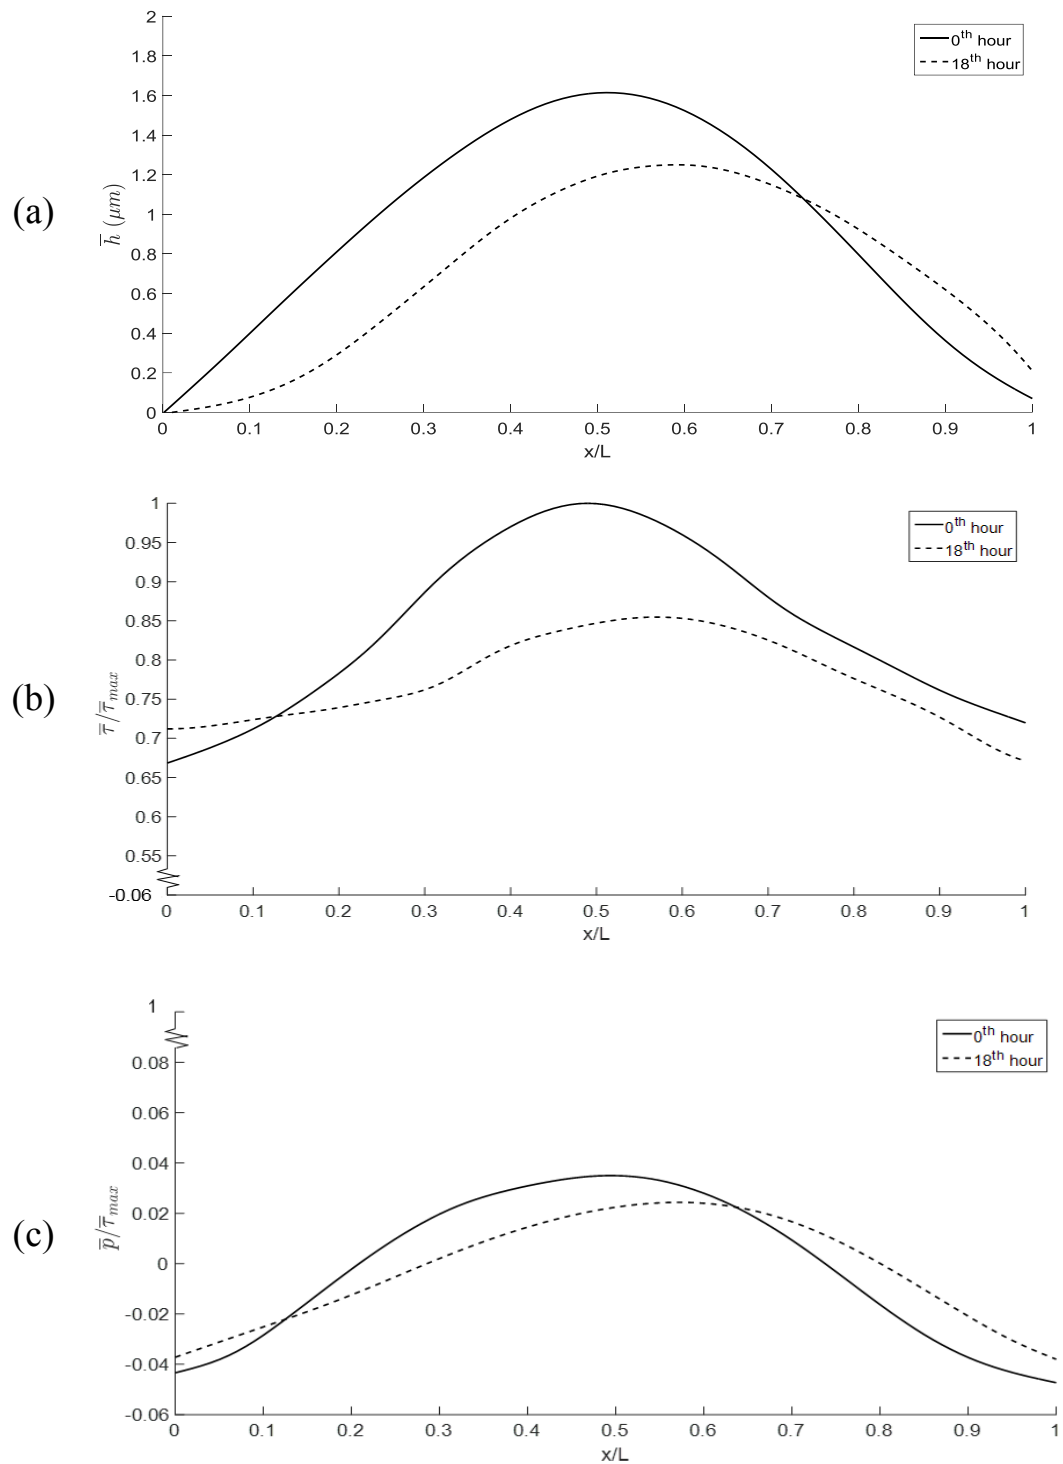 (a)
h̅ (μm)
2
1.8
1.6
1.4
1.2
1
0.8
0.6
0.4
0.2
0
0 0.1 0.2 0.3 0.4 0.5 0.6 0.7 0.8 0.9 1
x/L
0th hour
18th hour
(b)
τ̿/τ̿max
1
0.95
0.9
0.85
0.8
0.75
0.7
0.65
0.6
0.55
-0.06
0 0.1 0.2 0.3 0.4 0.5 0.6 0.7 0.8 0.9 1
x/L
0th hour
18th hour
(c)
p̿/τ̿max
1
0.08
0.06
0.04
0.02
0
-0.02
-0.04
-0.06
0 0.1 0.2 0.3 0.4 0.5 0.6 0.7 0.8 0.9 1
x/L
0th hour
18th hour